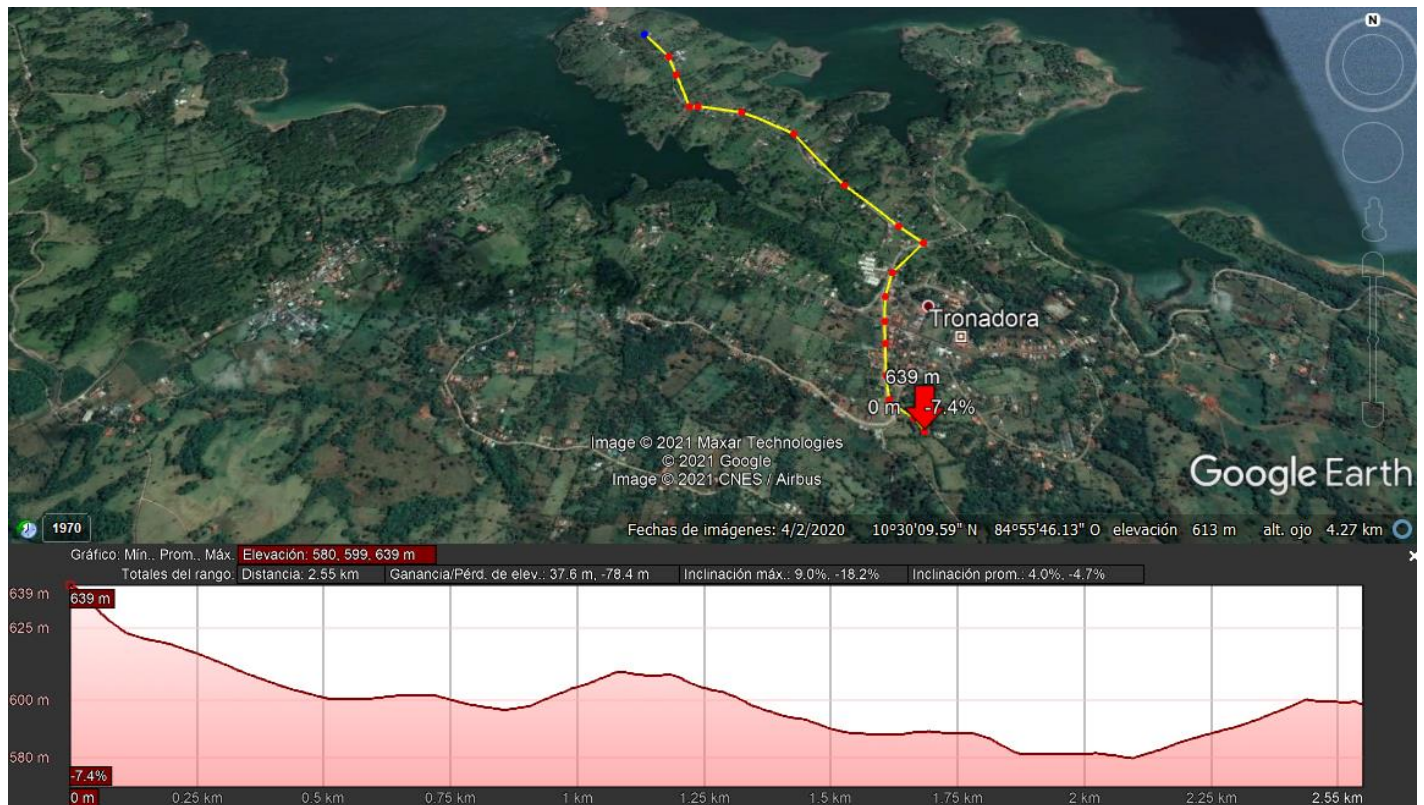 N
Tronadora
639 m
0 m -7.4%
Image © 2021 Maxar Technologies
© 2021 Google
Image © 2021 CNES / Airbus
Google Earth
1970
Fechas de imágenes: 4/2/2020 10°30'09.59" N 84°55'46.13" O elevación 613 m alt. ojo 4.27 km
Gráfico: Mín., Prom., Máx. Elevación: 580, 599, 639 m
Totales del rango: Distancia: 2.55 km Ganancia/Pérd. de elev.: 37.6 m, -78.4 m Inclinación máx.: 9.0%, -18.2% Inclinación prom.: 4.0%, -4.7%
639 m
639 m
625 m
600 m
580 m
-7.4%
0 m 0.25 km 0.5 km 0.75 km 1 km 1.25 km 1.5 km 1.75 km 2 km 2.25 km 2.55 km